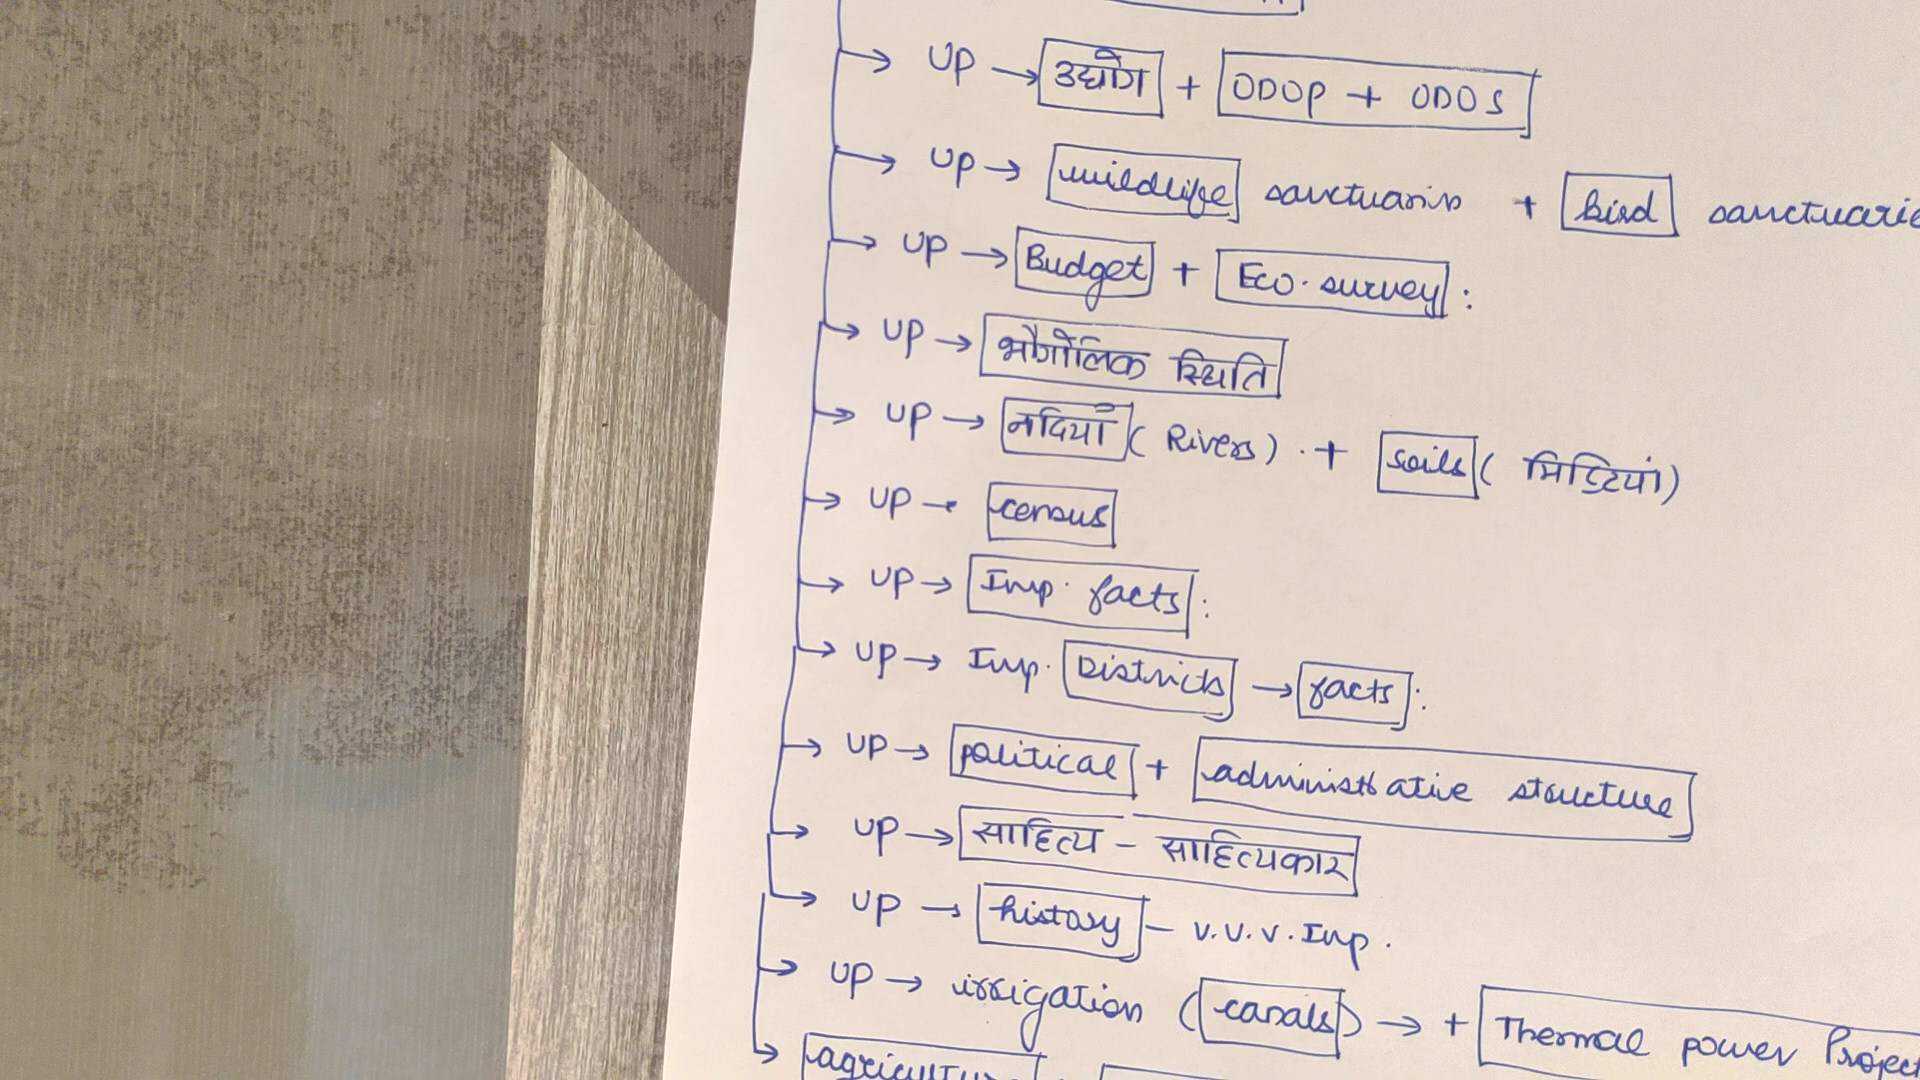 UP → उद्योग + ODOP + ODOS
UP → wildlife sanctuaries + bird sanctuarie
UP → Budget + Eco. survey :
UP → भौगोलिक स्थिति
UP → नदियाँ ( Rivers ) . + soils ( मिट्टियां )
UP → census
UP → Imp. facts :
UP → Imp. Districts → facts :
UP → political + administrative structure
UP → साहित्य - साहित्यकार
UP → history - V. V. V. Imp.
UP → irrigation ( canals ) → + Thermal power Project
agricultu